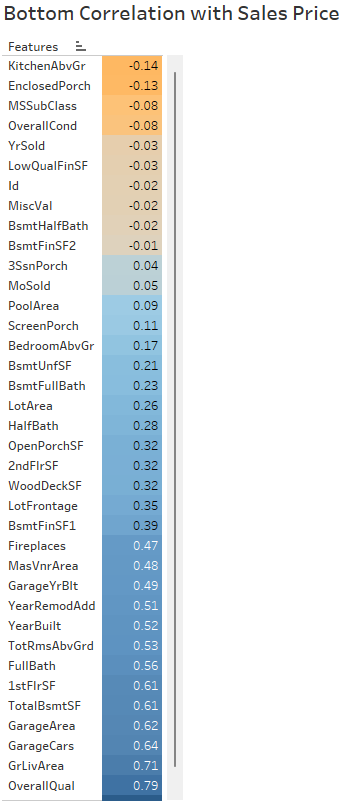 Bottom Correlation with Sales Price
Features
KitchenAbvGr -0.14
EnclosedPorch -0.13
MSSubClass -0.08
OverallCond -0.08
YrSold -0.03
LowQualFinSF -0.03
Id -0.02
MiscVal -0.02
BsmtHalfBath -0.02
BsmtFinSF2 -0.01
3SsnPorch 0.04
MoSold 0.05
PoolArea 0.09
ScreenPorch 0.11
BedroomAbvGr 0.17
BsmtUnfSF 0.21
BsmtFullBath 0.23
LotArea 0.26
HalfBath 0.28
OpenPorchSF 0.32
2ndFlrSF 0.32
WoodDeckSF 0.32
LotFrontage 0.35
BsmtFinSF1 0.39
Fireplaces 0.47
MasVnrArea 0.48
GarageYrBlt 0.49
YearRemodAdd 0.51
YearBuilt 0.52
TotRmsAbvGrd 0.53
FullBath 0.56
1stFlrSF 0.61
TotalBsmtSF 0.61
GarageArea 0.62
GarageCars 0.64
GrLivArea 0.71
OverallQual 0.79